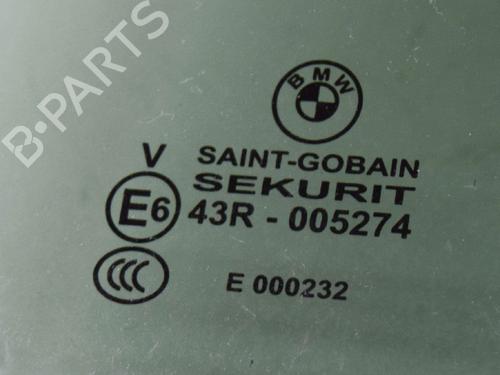 B-PARTS
BMW
V SAINT-GOBAIN
SEKURIT
E6 43R - 005274
CCC E 000232